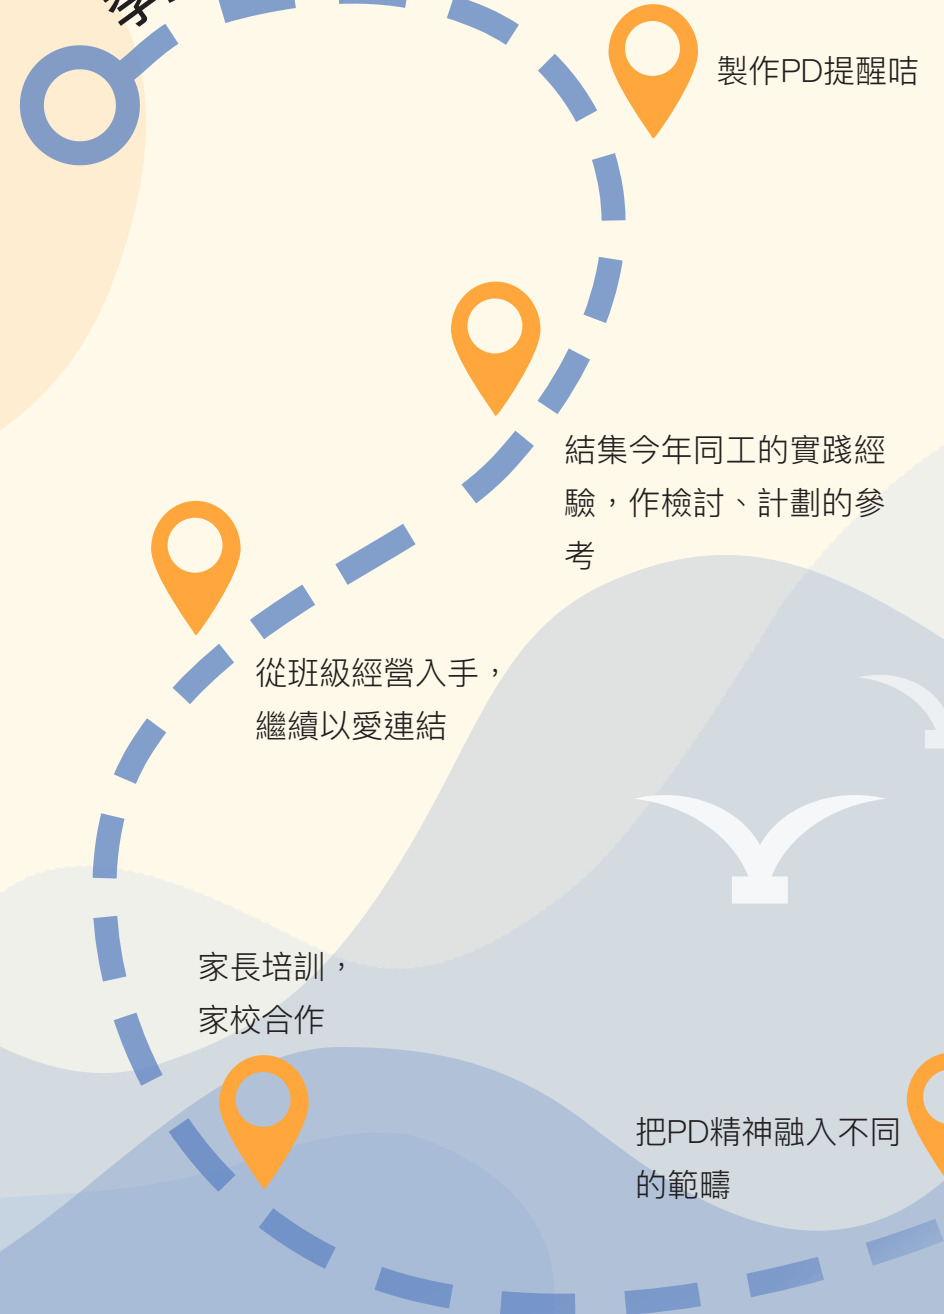 製作PD提醒咭
結集今年同工的實踐經
驗，作檢討、計劃的參
考
從班級經營入手，
繼續以愛連結
家長培訓，
家校合作
把PD精神融入不同
的範疇